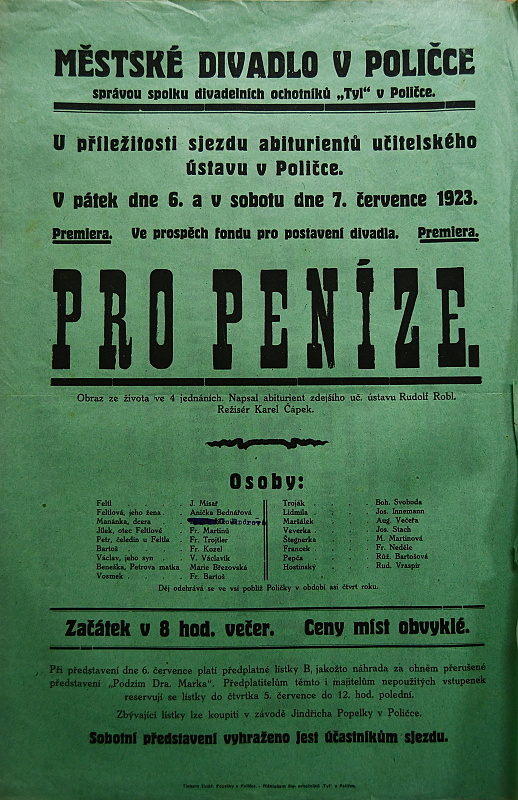 MĚSTSKÉ DIVADLO V POLIČCE
správou spolku divadelních ochotníků „Tyl" v Poličce.
U příležitosti sjezdu abiturientů učitelského
ústavu v Poličce.
V pátek dne 6. a v sobotu dne 7. července 1923.
Premiera. Ve prospěch fondu pro postavení divadla. Premiera.
PRO PENÍZE.
Obraz ze života ve 4 jednáních. Napsal abiturient zdejšího uč. ústavu Rudolf Robl.
Režisér Karel Čápek.
Osoby:
Feltl . . J. Misař
Feltlová, jeho žena . Anička Bednářová
Manánka, dcera .
Jílek, otec Feltlové . Fr. Martinů
Petr, čeledín u Feltla . Fr. Trojtler
Bartoš . . Fr. Kozel
Václav, jeho syn . . V. Václavík
Beneška, Petrova matka Marie Březovská
Vosmek . . Fr. Bartoš
Troják . . Boh. Svoboda
Lidmila . . Jos. Innemann
Maršálek . . Aug. Večeřa
Veverka . . Jos. Stach
Štegnerka . . M. Martinová
Francek . . Fr. Neděle
Pepča . . Růž. Bartošová
Hostinský . . Rud. Vraspír
Děj odehrává se ve vsi poblíž Poličky v období asi čtvrt roku.
Začátek v 8 hod. večer. Ceny míst obvyklé.
Při představení dne 6. července platí předplatné lístky B, jakožto náhrada za ohněm přerušené
představení „Podzim Dra. Marka". Předplatitelům těmto i majitelům nepoužitých vstupenek
reservují se lístky do čtvrtka 5. července do 12. hod. polední.
Zbývající lístky lze koupiti v závodě Jindřicha Popelky v Poličce.
Sobotní představení vyhraženo jest účastníkům sjezdu.